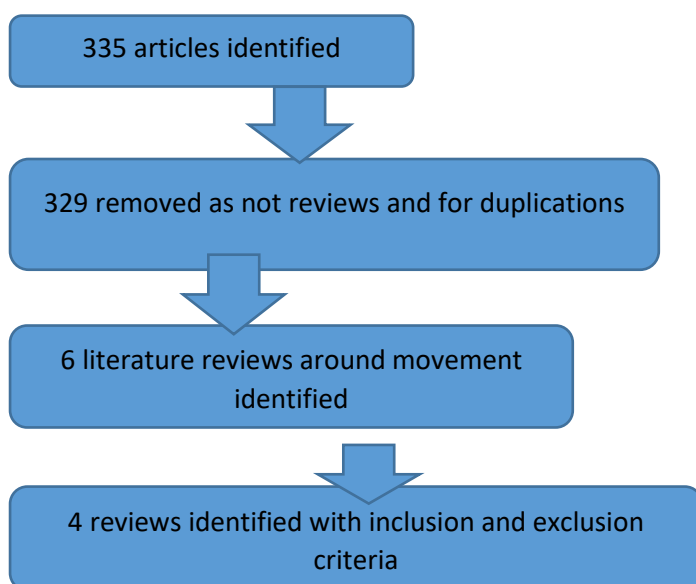 335 articles identified
329 removed as not reviews and for duplications
6 literature reviews around movement
identified
4 reviews identified with inclusion and exclusion
criteria